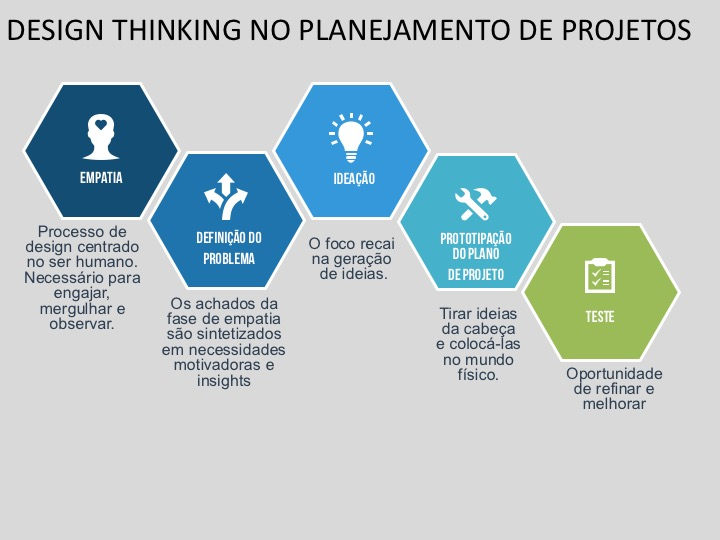 DESIGN THINKING NO PLANEJAMENTO DE PROJETOS
EMPATIA
Processo de
design centrado
no ser humano.
Necessário para
engajar,
mergulhar e
observar.
DEFINIÇÃO DO
PROBLEMA
Os achados da
fase de empatia
são sintetizados
em necessidades
motivadoras e
insights
IDEAÇÃO
O foco recai
na geração
de ideias.
PROTOTIPAÇÃO
DO PLANO
DE PROJETO
Tirar ideias
da cabeça
e colocá-las
no mundo
físico.
TESTE
Oportunidade
de refinar e
melhorar